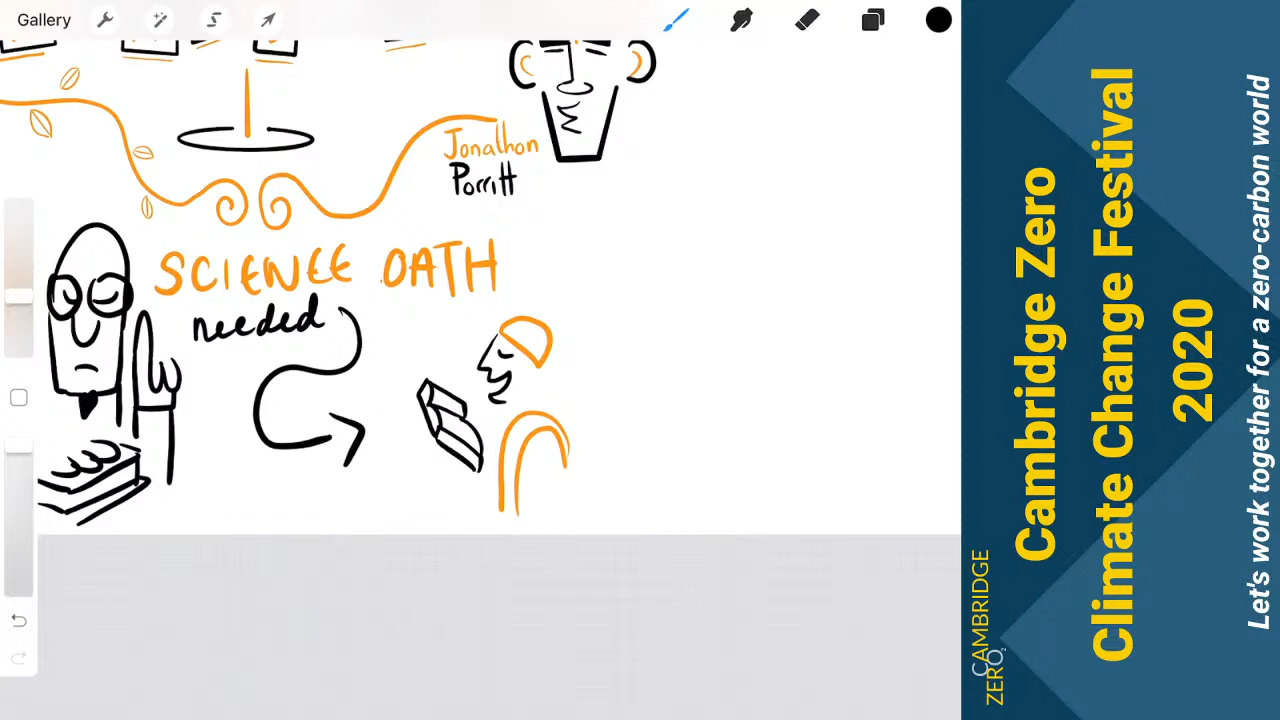 Gallery
Jonathon
Porritt
SCIENCE OATH
needed
Cambridge Zero
Climate Change Festival
2020
Let's work together for a zero-carbon world
CAMBRIDGE
ZERO₂